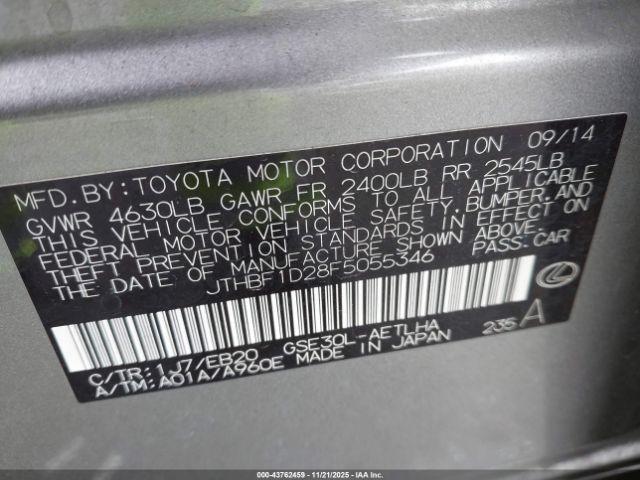 MFD.BY:TOYOTA MOTOR CORPORATION 09/14
GVWR 4630LB GAWR FR 2400LB RR 2545LB
THIS VEHICLE CONFORMS TO ALL APPLICABLE
FEDERAL MOTOR VEHICLE SAFETY,BUMPER,AND
THEFT PREVENTION STANDARDS IN EFFECT ON
THE DATE OF MANUFACTURE SHOWN ABOVE.
JTHBF1D28F5055346 PASS.CAR
C/TR:1J7/EB20 GSE30L-AETLHA 235 A
A/TM:A01A/A960E MADE IN JAPAN
000-43762459 - 11/21/2025 - IAAI.COM